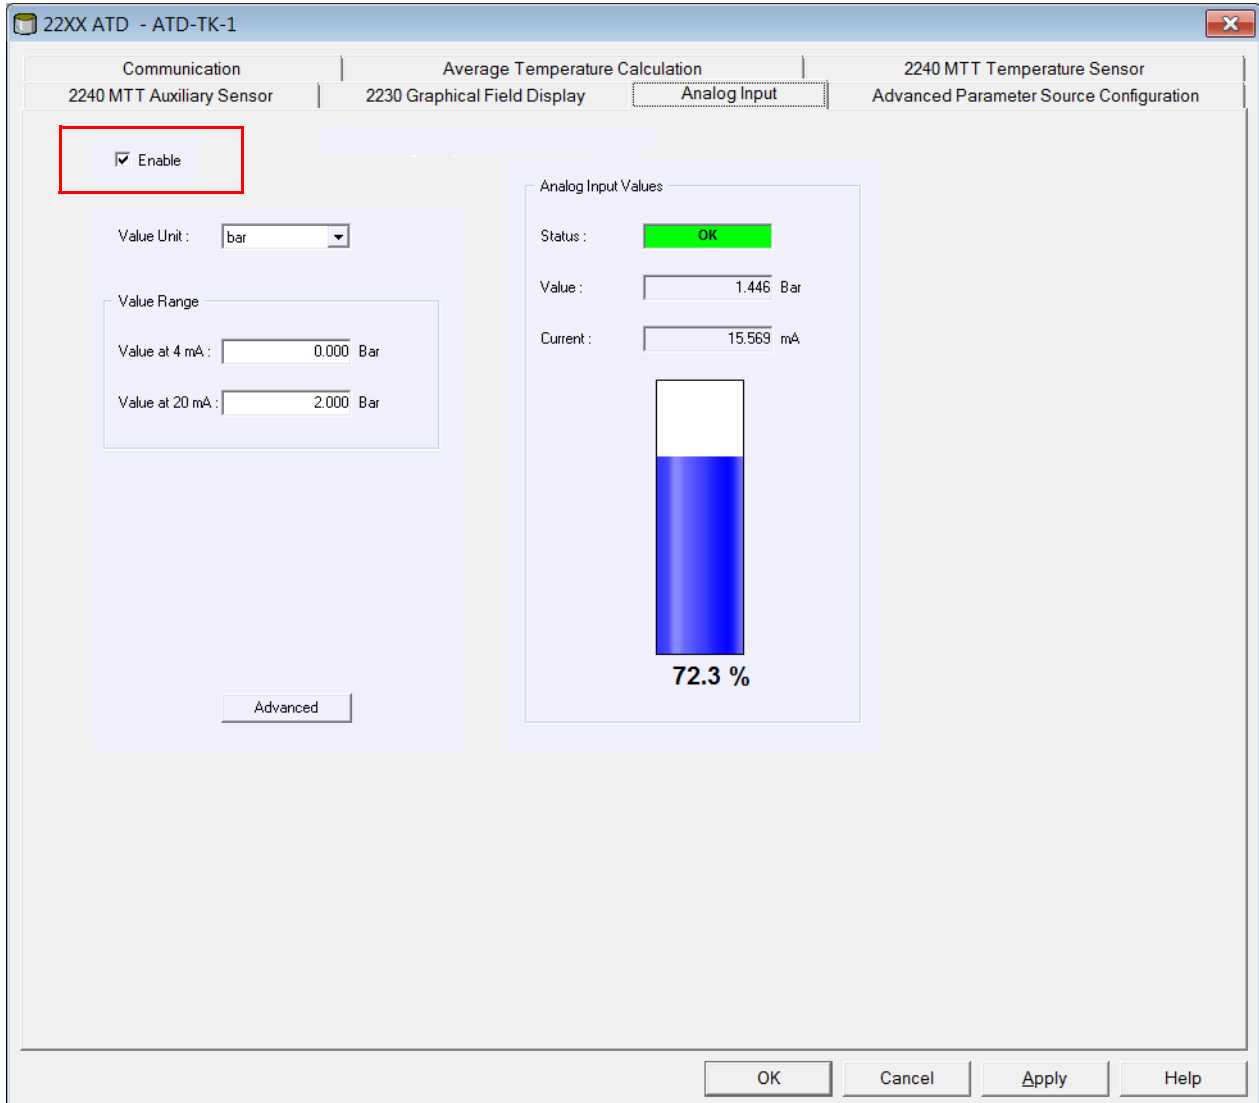 22XX ATD - ATD-TK-1
Communication
Average Temperature Calculation
2240 MTT Temperature Sensor
2240 MTT Auxiliary Sensor
2230 Graphical Field Display
Analog Input
Advanced Parameter Source Configuration
Enable
Value Unit :
bar
Value Range
Value at 4 mA :
0.000 Bar
Value at 20 mA :
2.000 Bar
Advanced
Analog Input Values
Status :
OK
Value :
1.446 Bar
Current :
15.569 mA
72.3 %
OK
Cancel
Apply
Help